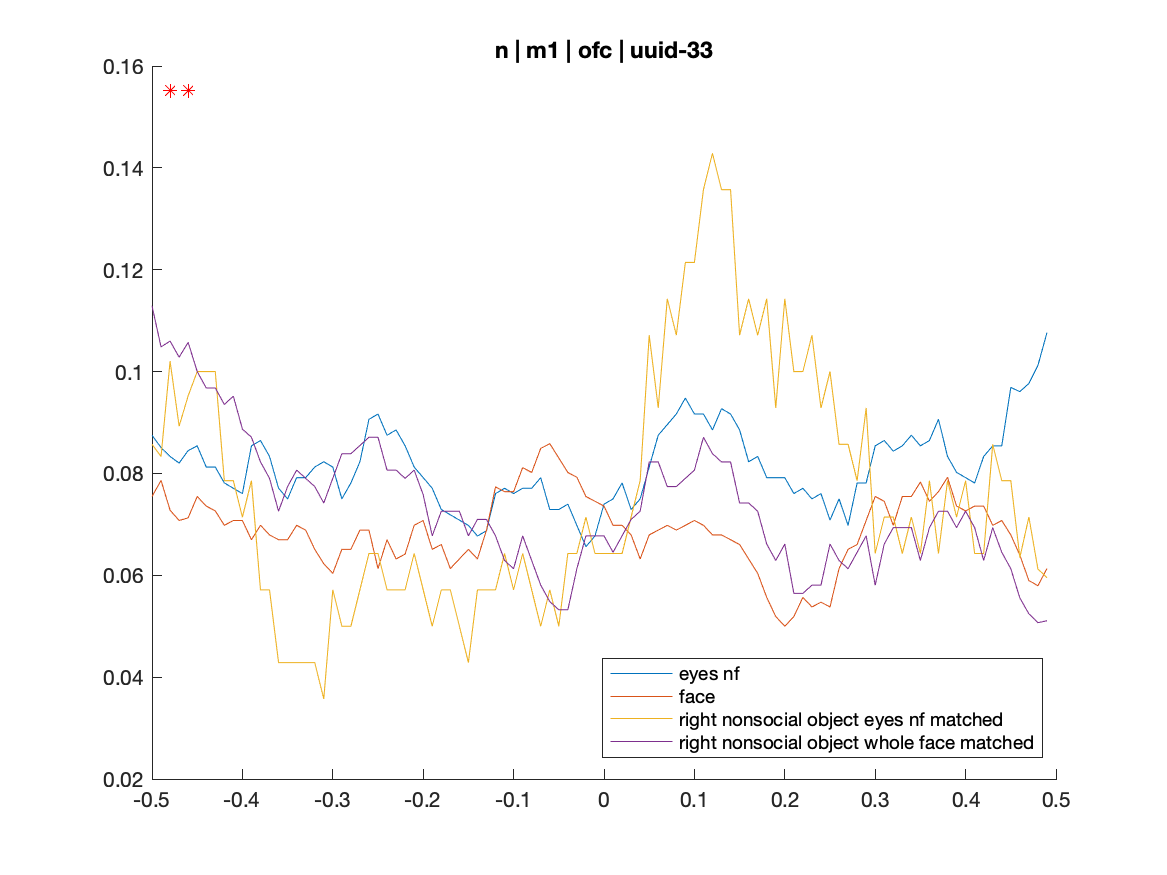 n | m1 | ofc | uuid-33
0.16
0.14
0.12
0.1
0.08
0.06
0.04
0.02
eyes nf
face
right nonsocial object eyes nf matched
right nonsocial object whole face matched
-0.5 -0.4 -0.3 -0.2 -0.1 0 0.1 0.2 0.3 0.4 0.5